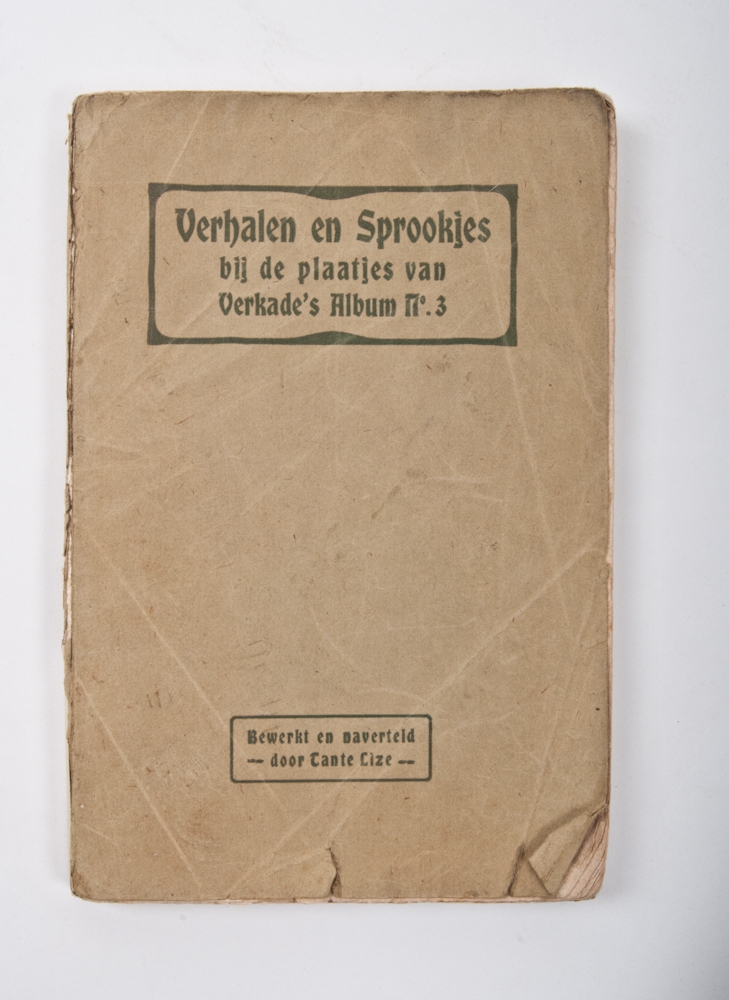 Verhalen en Sprookjes
bij de plaatjes van
Verkade's Album No. 3
Bewerkt en naverteld
— door Tante Lize —